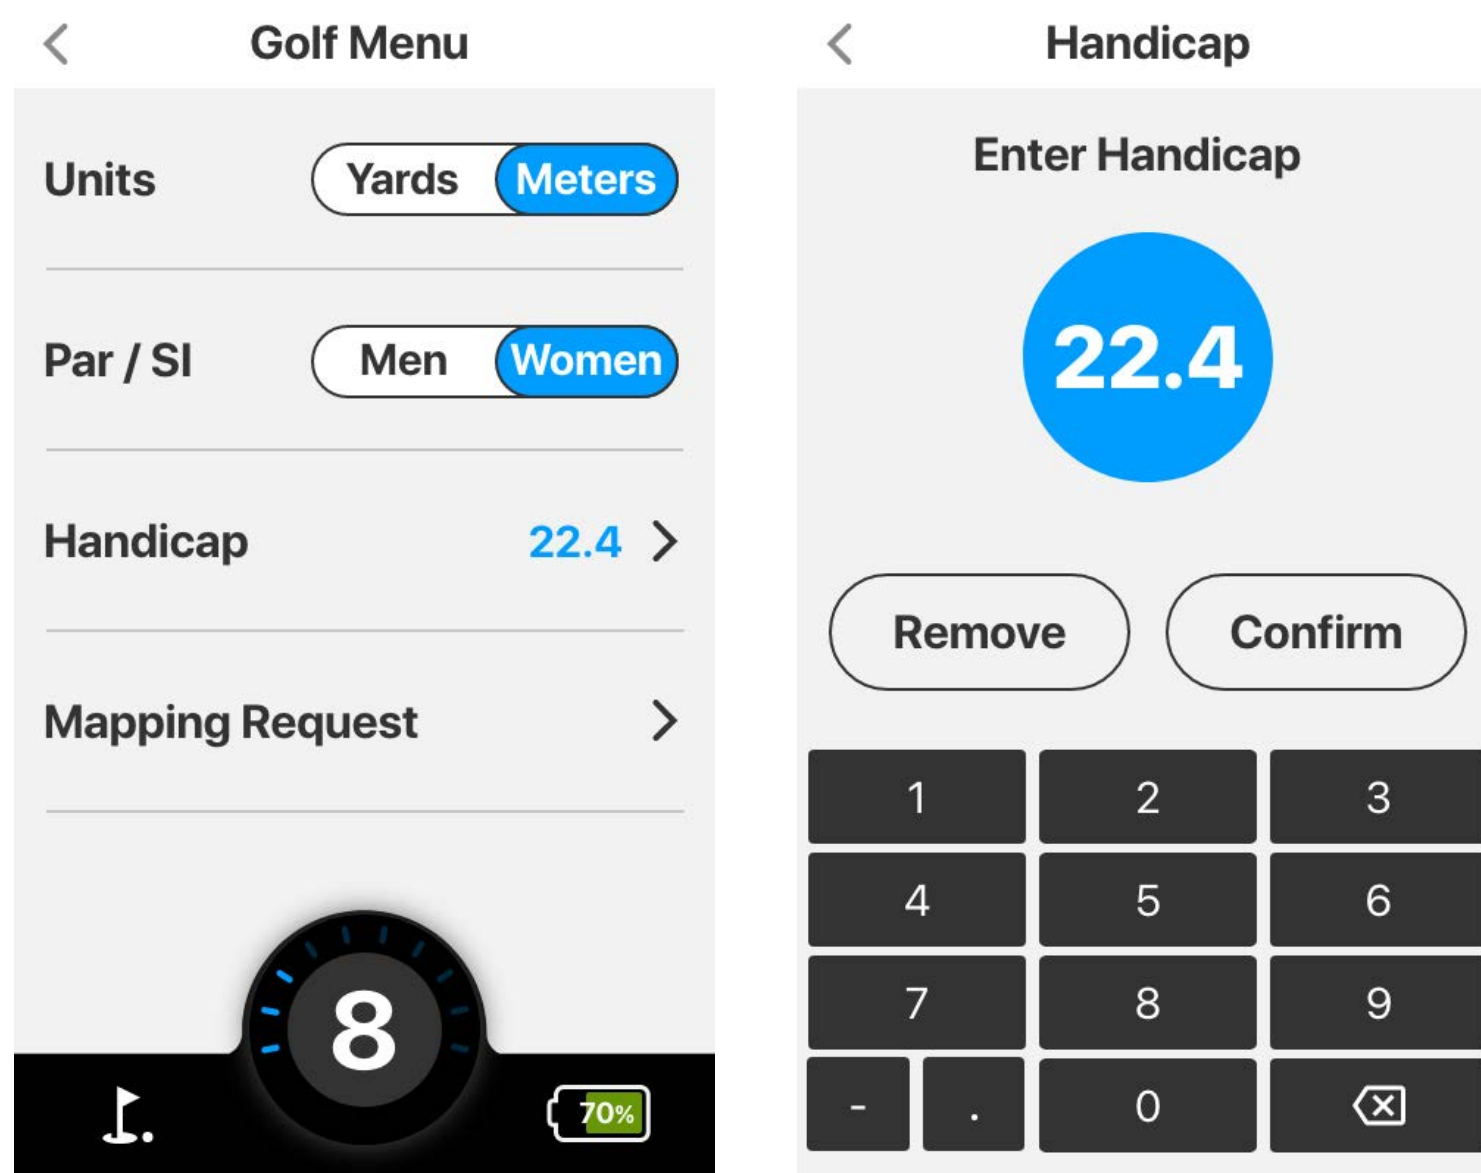 Golf Menu
Units Yards Meters
Par / SI Men Women
Handicap 22.4
Mapping Request
8
70%
Handicap
Enter Handicap
22.4
Remove Confirm
1 2 3
4 5 6
7 8 9
- . 0